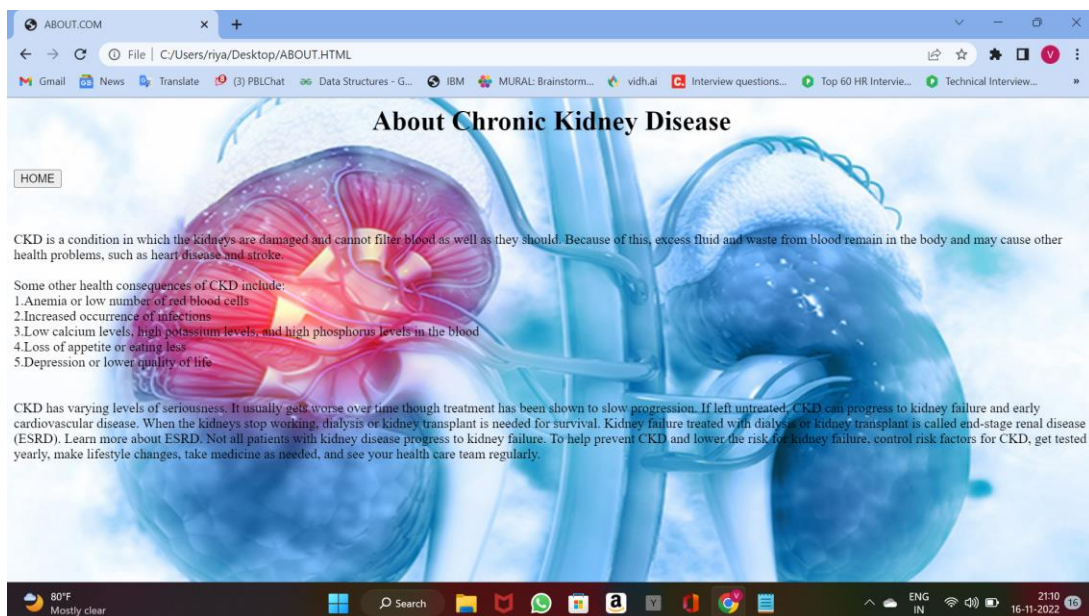 ABOUT.COM
File | C:/Users/riya/Desktop/ABOUT.HTML
V
Gmail News Translate (3) PBLChat Data Structures - G... IBM MURAL: Brainstorm... vidh.ai Interview questions... Top 60 HR Intervie... Technical Interview... »
About Chronic Kidney Disease
HOME
CKD is a condition in which the kidneys are damaged and cannot filter blood as well as they should. Because of this, excess fluid and waste from blood remain in the body and may cause other
health problems, such as heart disease and stroke.
Some other health consequences of CKD include:
1.Anemia or low number of red blood cells
2.Increased occurrence of infections
3.Low calcium levels, high potassium levels, and high phosphorus levels in the blood
4.Loss of appetite or eating less
5.Depression or lower quality of life
CKD has varying levels of seriousness. It usually gets worse over time though treatment has been shown to slow progression. If left untreated, CKD can progress to kidney failure and early
cardiovascular disease. When the kidneys stop working, dialysis or kidney transplant is needed for survival. Kidney failure treated with dialysis or kidney transplant is called end-stage renal disease
(ESRD). Learn more about ESRD. Not all patients with kidney disease progress to kidney failure. To help prevent CKD and lower the risk for kidney failure, control risk factors for CKD, get tested
yearly, make lifestyle changes, take medicine as needed, and see your health care team regularly.
80°F
Mostly clear
Search
ENG
IN
21:10
16-11-2022
16